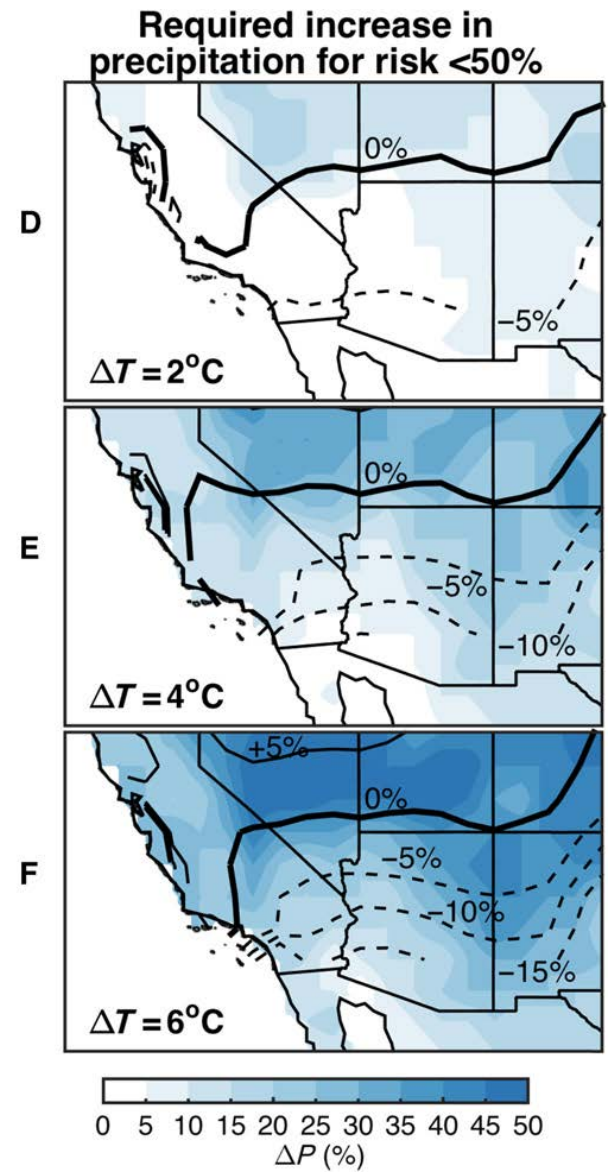 Required increase in
precipitation for risk <50%
D
0%
−5%
ΔT = 2°C
E
0%
−5%
−10%
ΔT = 4°C
F
+5%
0%
−5%
−10%
−15%
ΔT = 6°C
0 5 10 15 20 25 30 35 40 45 50
ΔP (%)